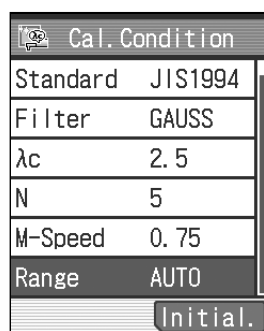 Cal. Condition
Standard JIS1994
Filter GAUSS
λc 2.5
N 5
M-Speed 0.75
Range AUTO
Initial.